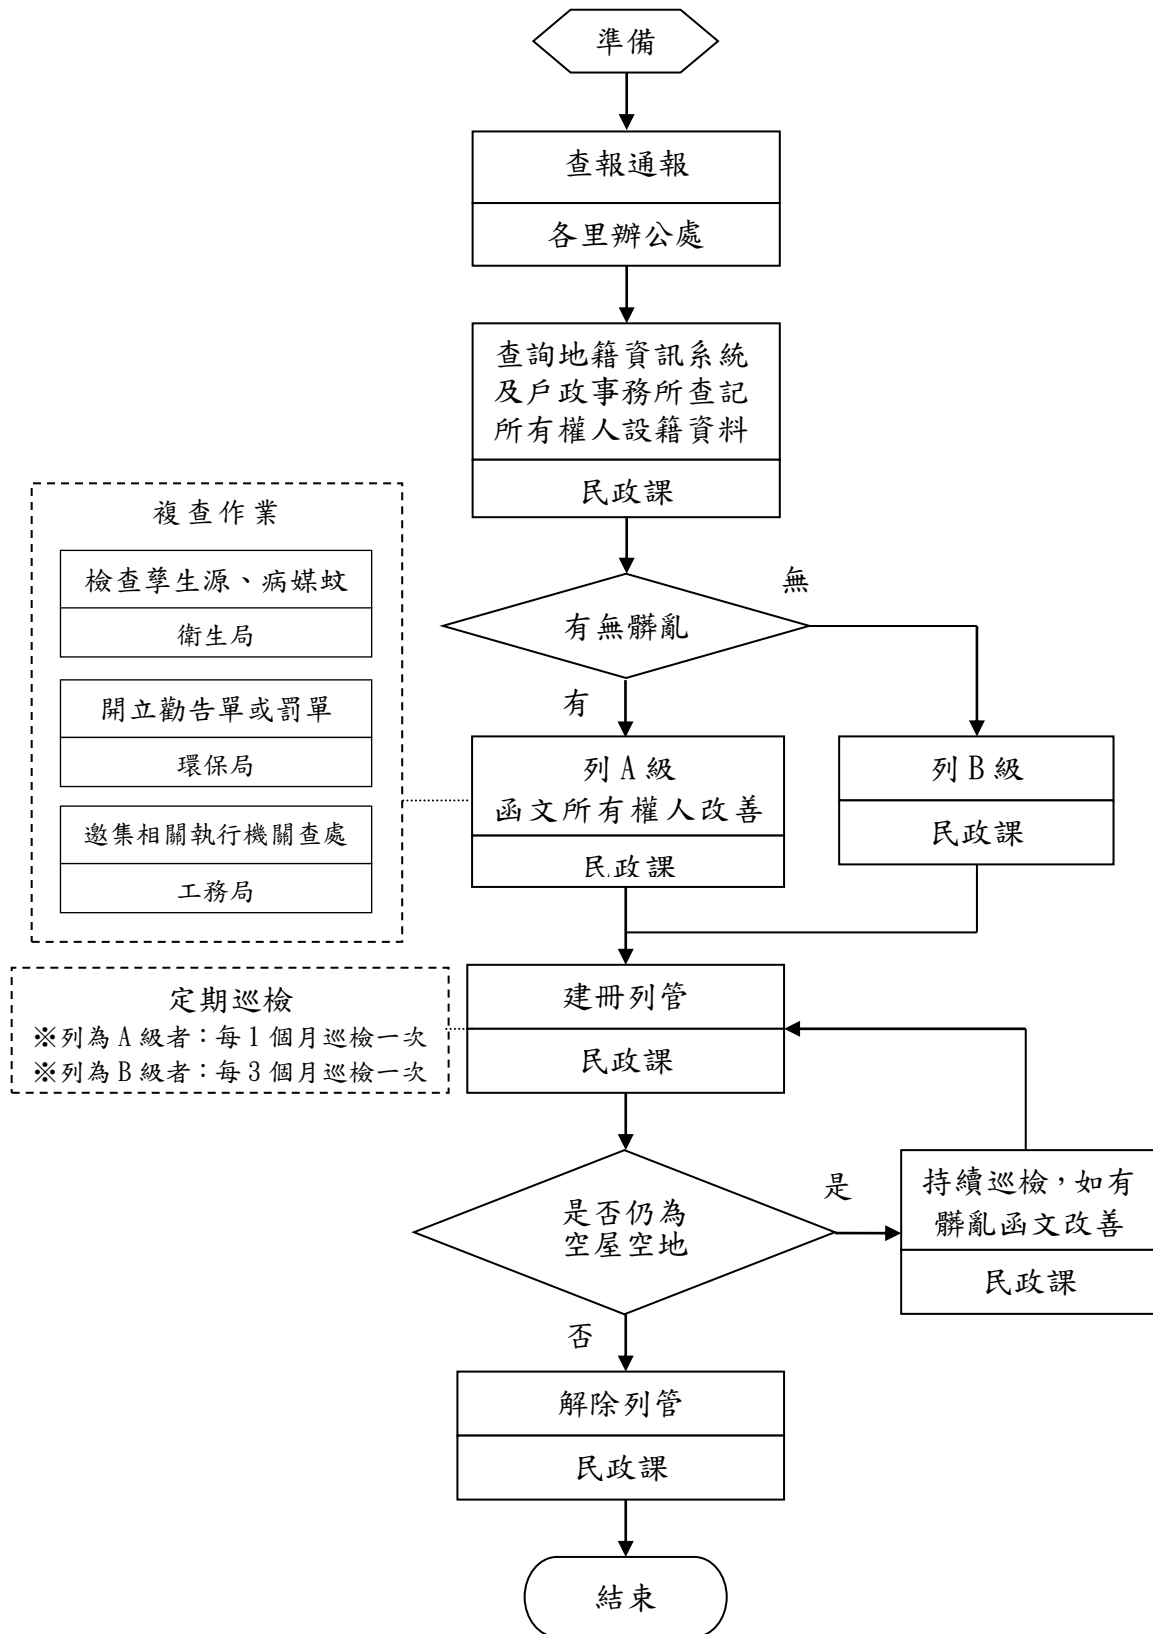 準備
查報通報
各里辦公處
查詢地籍資訊系統
及戶政事務所查記
所有權人設籍資料
民政課
複查作業
檢查孳生源、病媒蚊
衛生局
開立勸告單或罰單
環保局
邀集相關執行機關查處
工務局
有無髒亂
無
有
列A級
函文所有權人改善
民政課
列B級
民政課
定期巡檢
※列為A級者：每1個月巡檢一次
※列為B級者：每3個月巡檢一次
建冊列管
民政課
是否仍為
空屋空地
是
持續巡檢，如有
髒亂函文改善
民政課
否
解除列管
民政課
結束